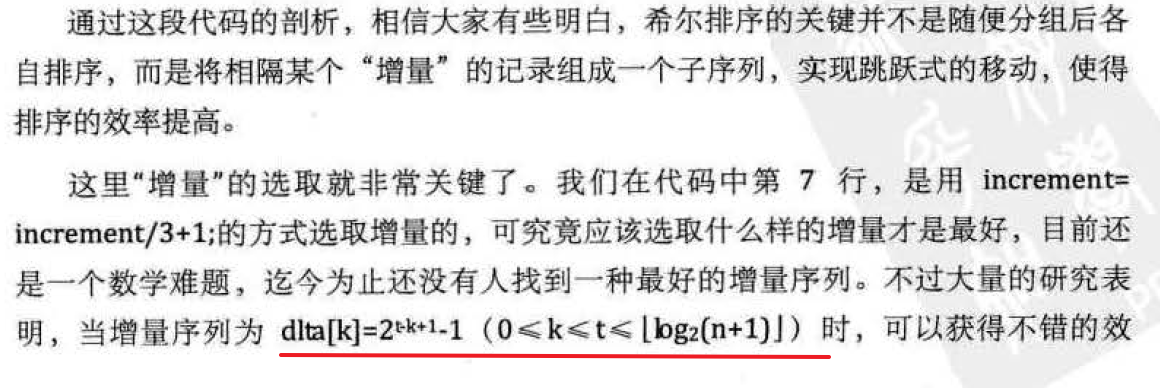 通过这段代码的剖析，相信大家有些明白，希尔排序的关键并不是随便分组后各
自排序，而是将相隔某个“增量”的记录组成一个子序列，实现跳跃式的移动，使得
排序的效率提高。
这里“增量”的选取就非常关键了。我们在代码中第 7 行，是用 increment=
increment/3+1;的方式选取增量的，可究竟应该选取什么样的增量才是最好，目前还
是一个数学难题，迄今为止还没有人找到一种最好的增量序列。不过大量的研究表
明，当增量序列为 dlta[k]=2ᵗ⁻ᵏ⁺¹-1（0≤k≤t≤⌊log₂(n+1)⌋）时，可以获得不错的效